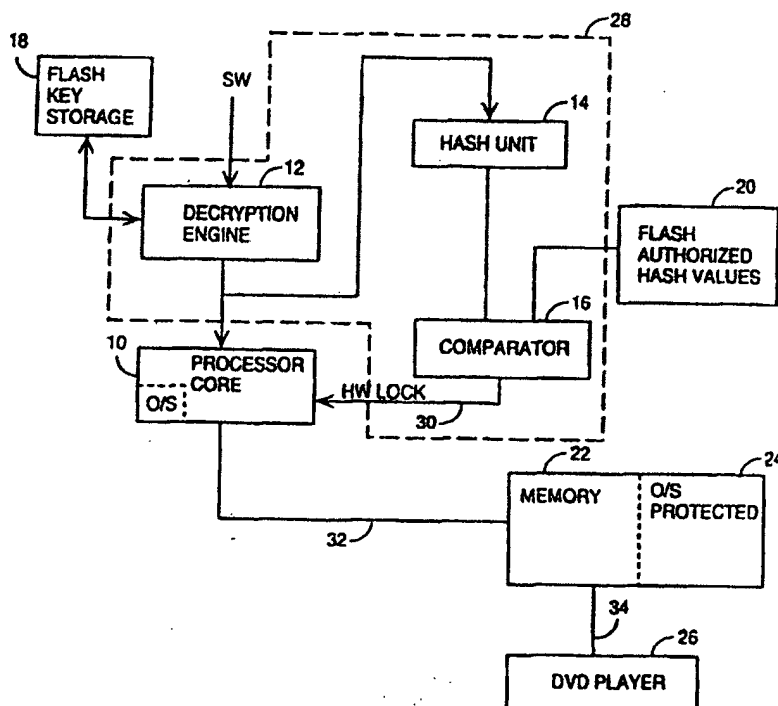 28
18
FLASH
KEY
STORAGE
SW
14
HASH UNIT
12
DECRYPTION
ENGINE
20
FLASH
AUTHORIZED
HASH VALUES
16
COMPARATOR
10
PROCESSOR
CORE
O/S
HW LOCK
30
22
24
MEMORY
O/S
PROTECTED
32
34
26
DVD PLAYER